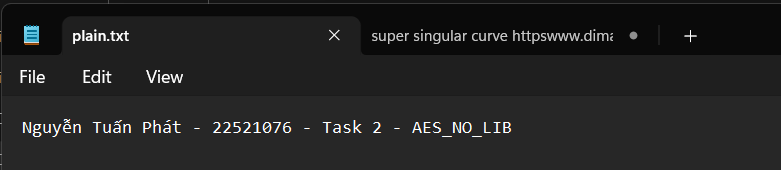 plain.txt
super singular curve httpswww.dima
File Edit View
Nguyễn Tuấn Phát - 22521076 - Task 2 - AES_NO_LIB